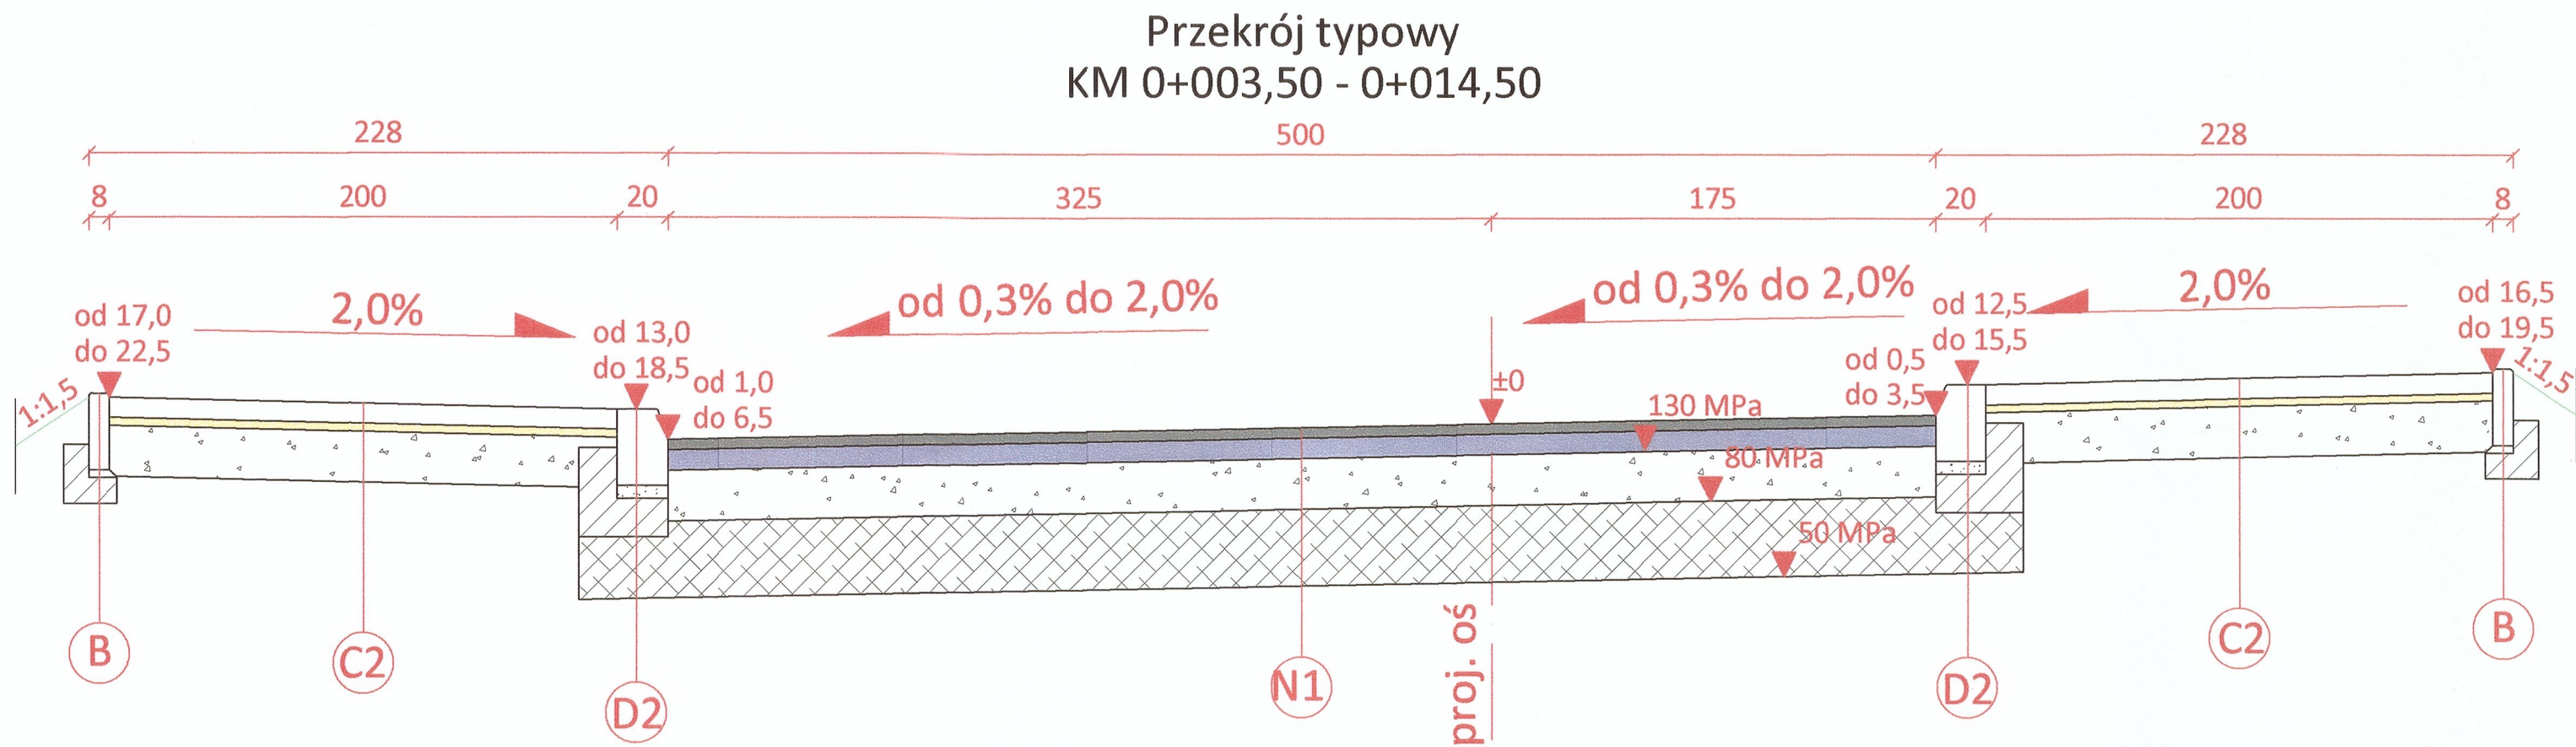 Przekrój typowy
KM 0+003,50 - 0+014,50
228 500 228
8 200 20 325 175 20 200 8
od 17,0
do 22,5
2,0%
od 13,0
do 18,5
od 1,0
do 6,5
od 0,3% do 2,0%
±0
od 0,3% do 2,0%
od 0,5
do 3,5
od 12,5
do 15,5
2,0%
od 16,5
do 19,5
1:1,5
1:1,5
130 MPa
80 MPa
50 MPa
proj. oś
B
C2
D2
N1
D2
C2
B